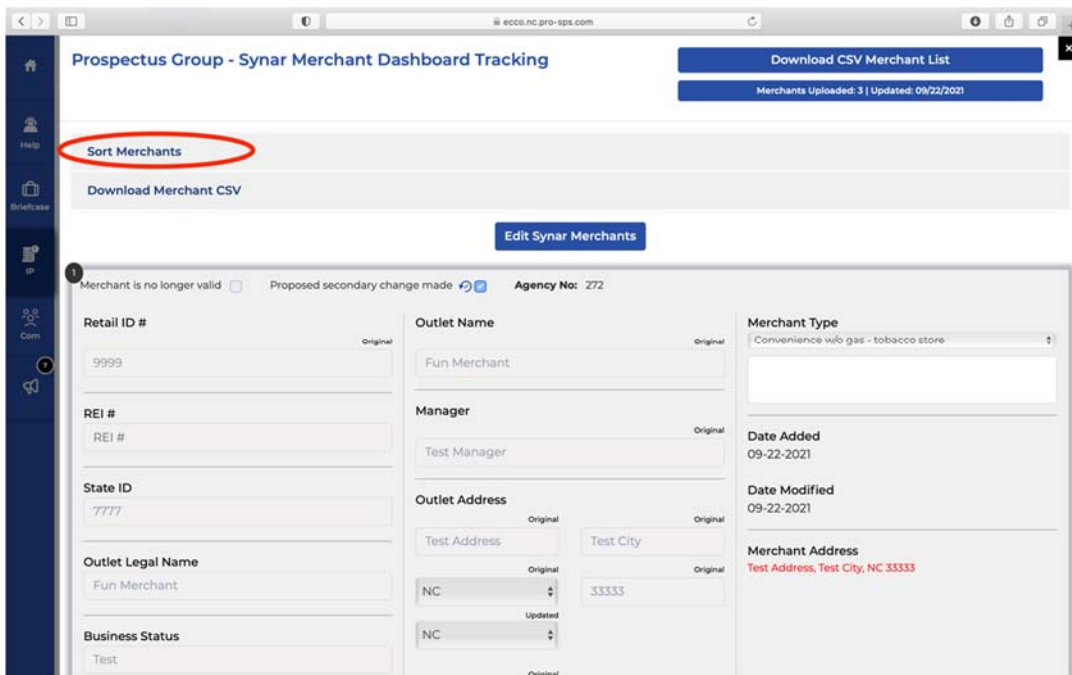 ecco.nc.pro-sps.com
Prospectus Group - Synar Merchant Dashboard Tracking
Download CSV Merchant List
Merchants Uploaded: 3 | Updated: 09/22/2021
Help
Briefcase
IP
Com
?
Sort Merchants
Download Merchant CSV
Edit Synar Merchants
1
Merchant is no longer valid
Proposed secondary change made
Agency No: 272
Retail ID #
Original
9999
REI #
REI #
State ID
7777
Outlet Legal Name
Fun Merchant
Business Status
Test
Outlet Name
Original
Fun Merchant
Manager
Original
Test Manager
Outlet Address
Original Original
Test Address Test City
Original Original
NC 33333
Updated
NC
Original
Merchant Type
Convenience w/o gas - tobacco store
Date Added
09-22-2021
Date Modified
09-22-2021
Merchant Address
Test Address, Test City, NC 33333